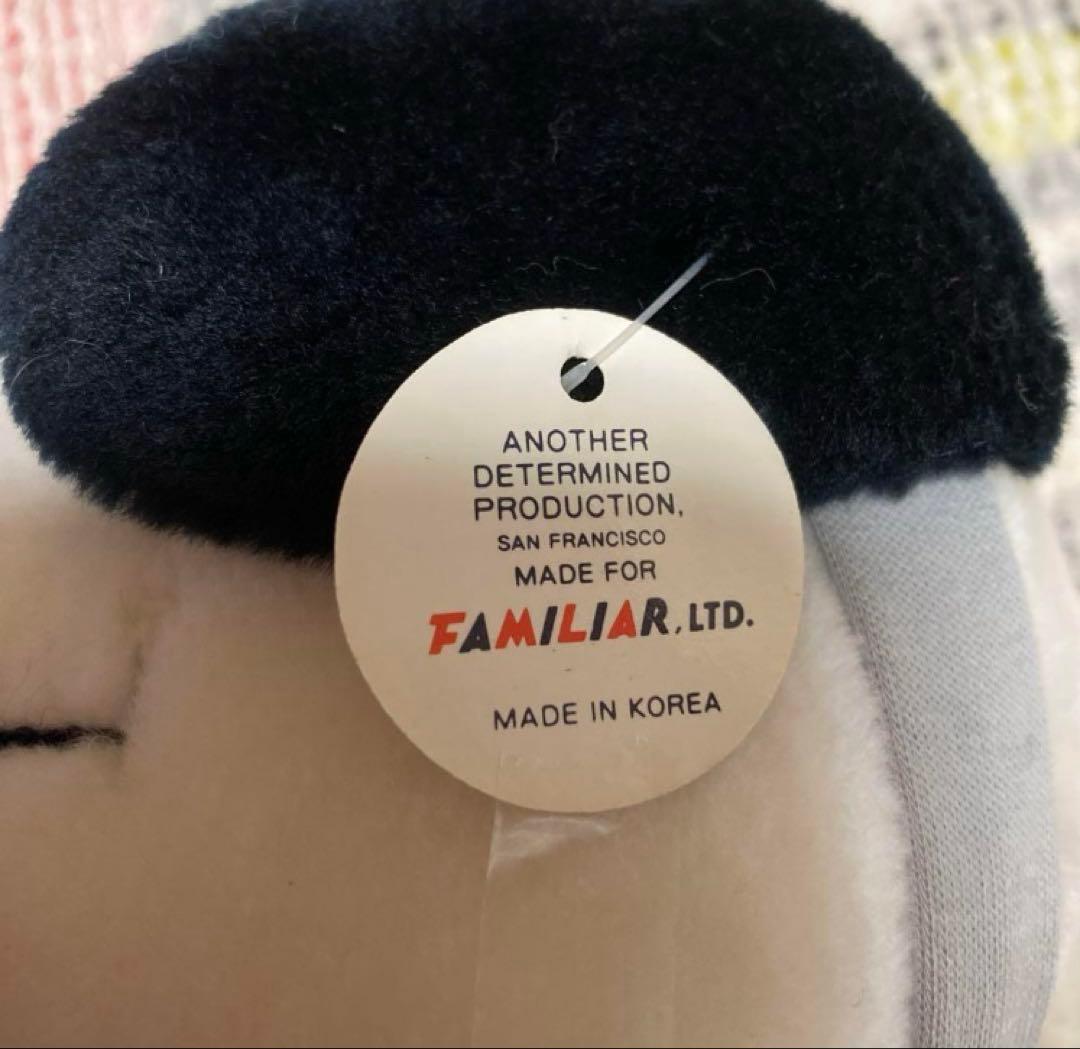 ANOTHER
DETERMINED
PRODUCTION,
SAN FRANCISCO
MADE FOR
FAMILIAR, LTD.
MADE IN KOREA